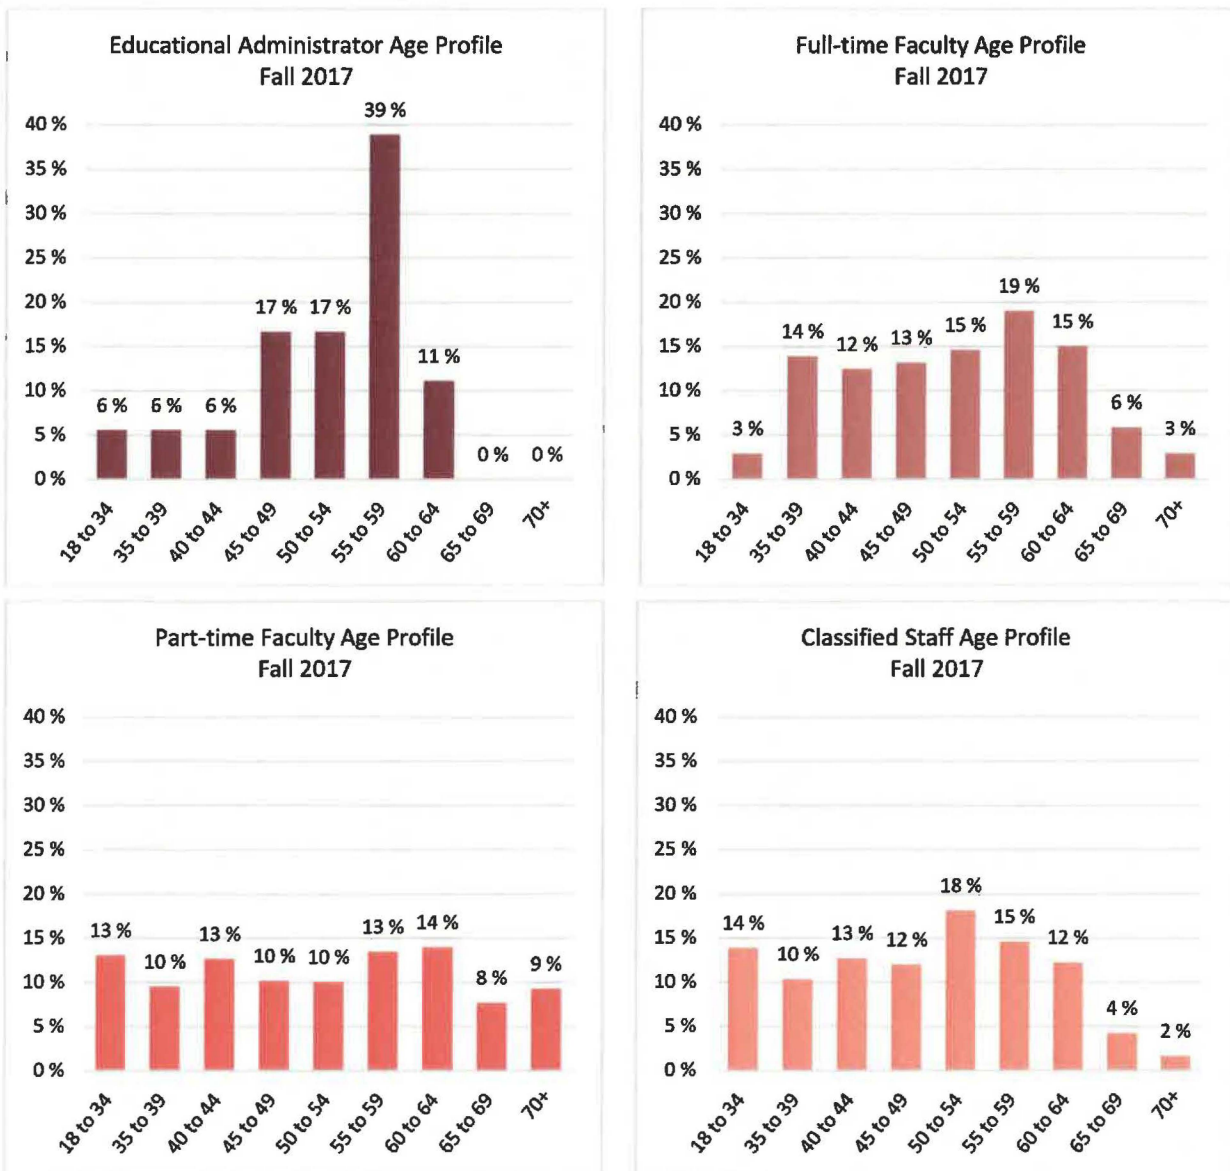 Educational Administrator Age Profile
Fall 2017
39 %
40 %
35 %
30 %
25 %
20 %
15 %
10 %
5 %
0 %
6 %
6 %
6 %
17 %
17 %
11 %
0 %
0 %
18 to 34
35 to 39
40 to 44
45 to 49
50 to 54
55 to 59
60 to 64
65 to 69
70+
Full-time Faculty Age Profile
Fall 2017
40 %
35 %
30 %
25 %
20 %
15 %
10 %
5 %
0 %
3 %
14 %
12 %
13 %
15 %
19 %
15 %
6 %
3 %
18 to 34
35 to 39
40 to 44
45 to 49
50 to 54
55 to 59
60 to 64
65 to 69
70+
Part-time Faculty Age Profile
Fall 2017
40 %
35 %
30 %
25 %
20 %
15 %
10 %
5 %
0 %
13 %
10 %
13 %
10 %
10 %
13 %
14 %
8 %
9 %
18 to 34
35 to 39
40 to 44
45 to 49
50 to 54
55 to 59
60 to 64
65 to 69
70+
Classified Staff Age Profile
Fall 2017
40 %
35 %
30 %
25 %
20 %
15 %
10 %
5 %
0 %
14 %
10 %
13 %
12 %
18 %
15 %
12 %
4 %
2 %
18 to 34
35 to 39
40 to 44
45 to 49
50 to 54
55 to 59
60 to 64
65 to 69
70+